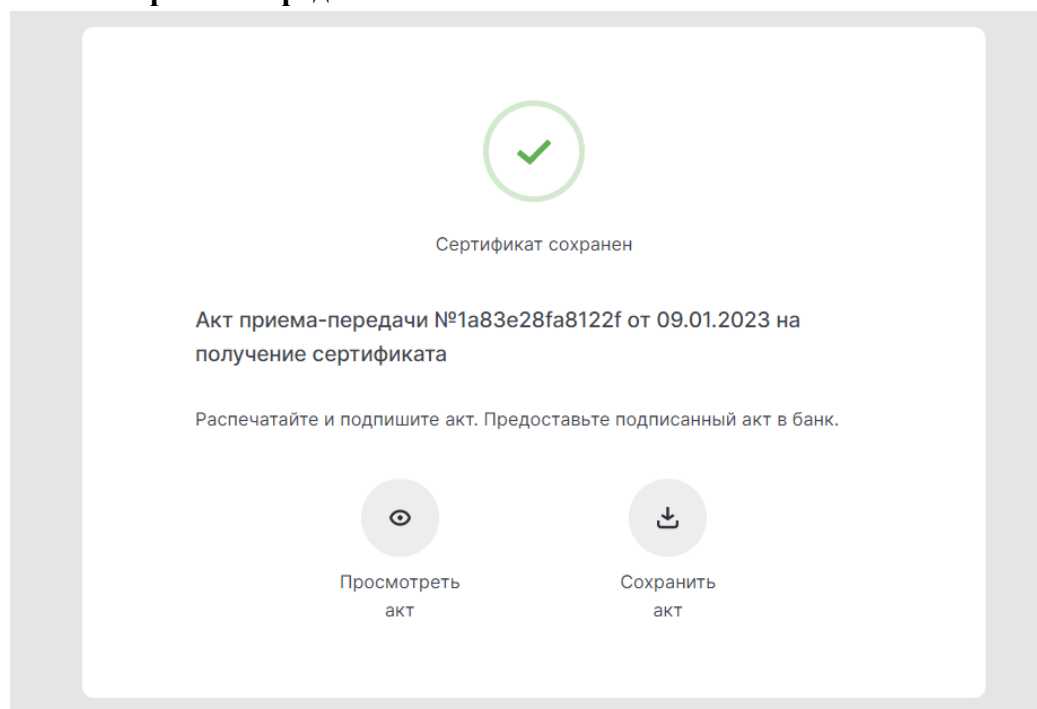 Сертификат сохранен
Акт приема-передачи №1a83e28fa8122f от 09.01.2023 на
получение сертификата
Распечатайте и подпишите акт. Предоставьте подписанный акт в банк.
Просмотреть
акт
Сохранить
акт